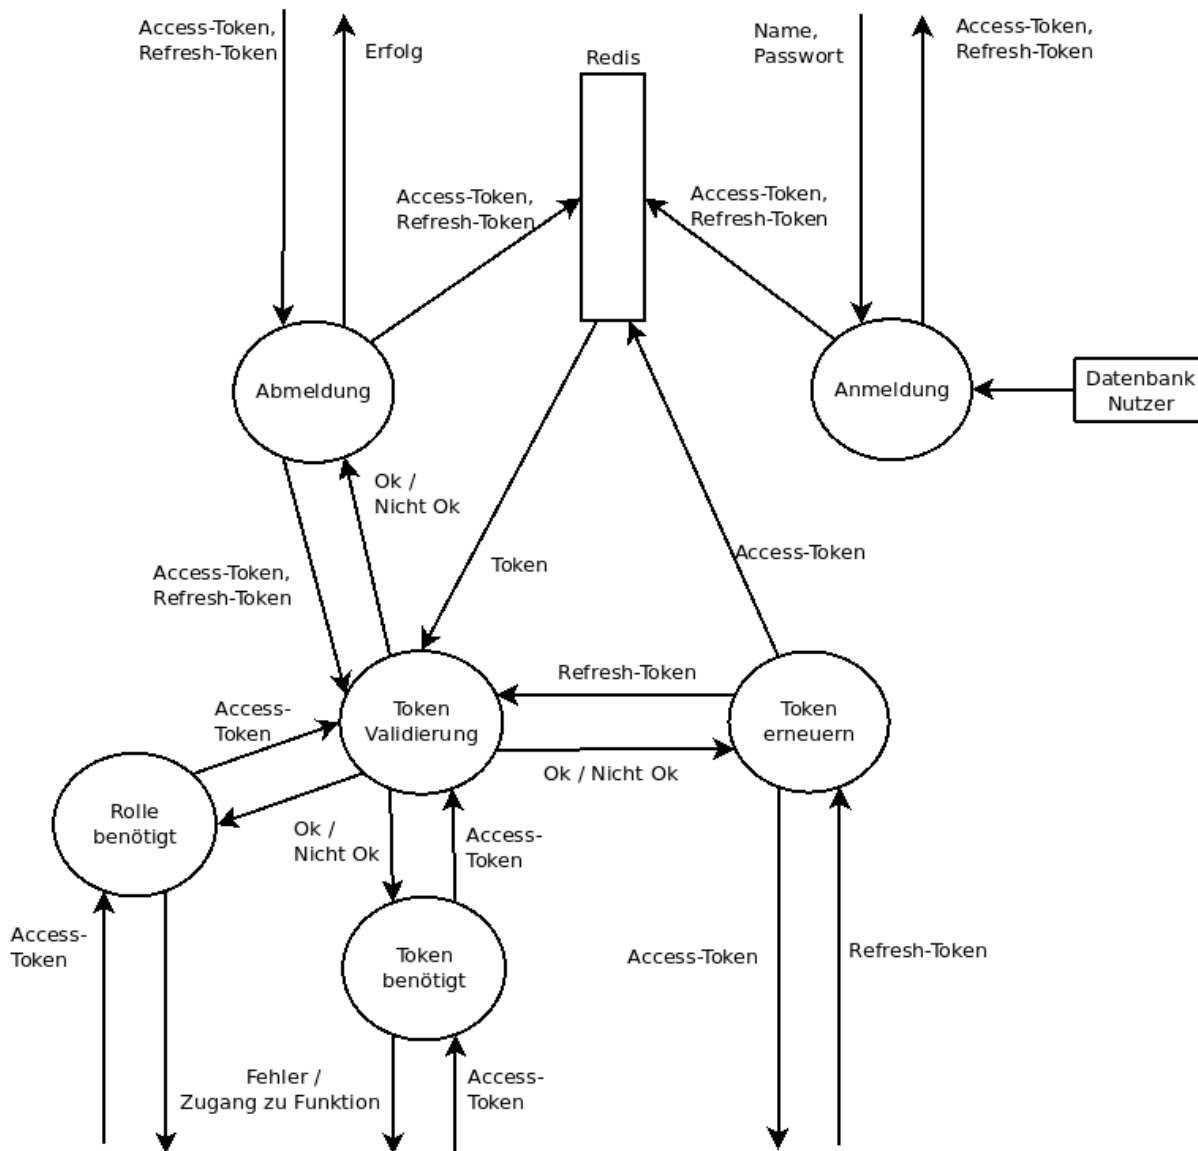 Access-Token,
Refresh-Token
Erfolg
Redis
Name,
Passwort
Access-Token,
Refresh-Token
Access-Token,
Refresh-Token
Access-Token,
Refresh-Token
Abmeldung
Anmeldung
Datenbank
Nutzer
Ok /
Nicht Ok
Access-Token
Token
Access-Token,
Refresh-Token
Refresh-Token
Access-
Token
Token
Validierung
Token
erneuern
Ok / Nicht Ok
Rolle
benötigt
Ok /
Nicht Ok
Access-
Token
Access-
Token
Token
benötigt
Access-Token
Refresh-Token
Fehler /
Zugang zu Funktion
Access-
Token